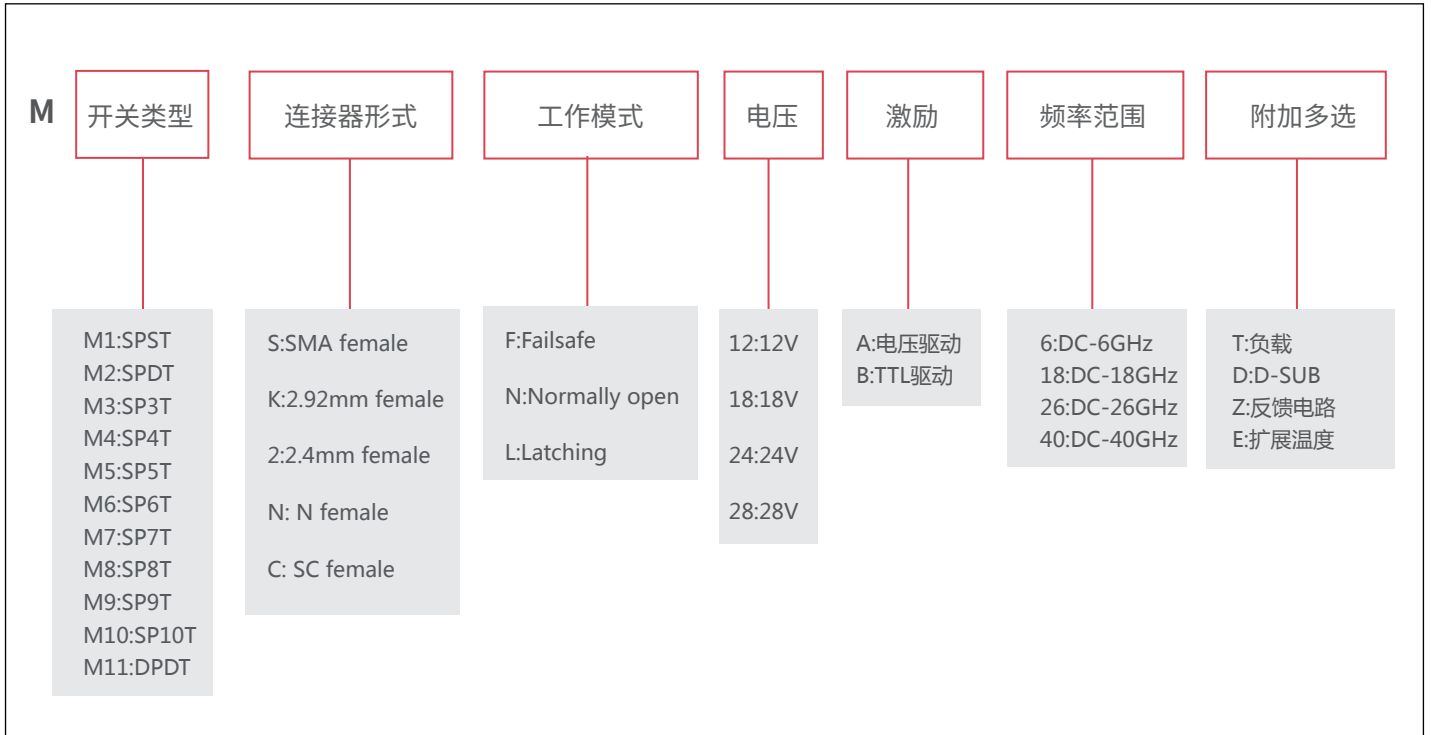 M 开关类型 连接器形式 工作模式 电压 激励 频率范围 附加多选
M1:SPST
M2:SPDT
M3:SP3T
M4:SP4T
M5:SP5T
M6:SP6T
M7:SP7T
M8:SP8T
M9:SP9T
M10:SP10T
M11:DPDT
S:SMA female
K:2.92mm female
2:2.4mm female
N: N female
C: SC female
F:Failsafe
N:Normally open
L:Latching
12:12V
18:18V
24:24V
28:28V
A:电压驱动
B:TTL驱动
6:DC-6GHz
18:DC-18GHz
26:DC-26GHz
40:DC-40GHz
T:负载
D:D-SUB
Z:反馈电路
E:扩展温度